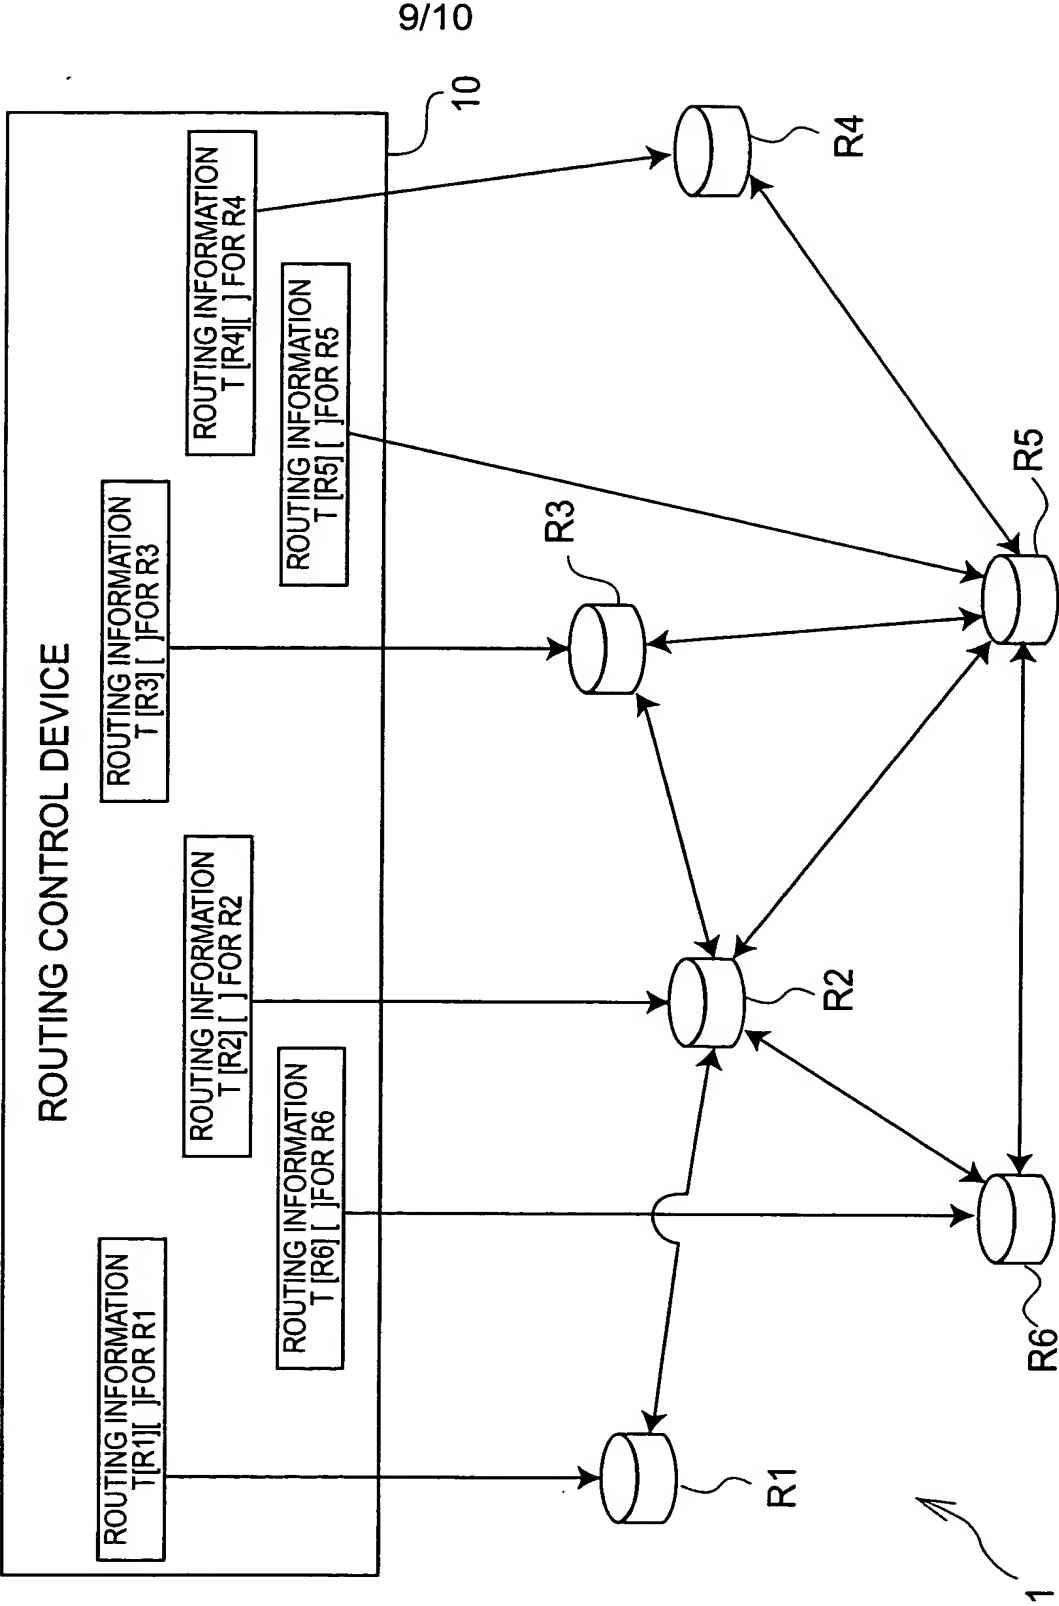 9/10
ROUTING CONTROL DEVICE
10
ROUTING INFORMATION
T[R1][ ]FOR R1
ROUTING INFORMATION
T [R6] [ ]FOR R6
ROUTING INFORMATION
T [R2] [ ] FOR R2
ROUTING INFORMATION
T [R3] [ ]FOR R3
ROUTING INFORMATION
T [R5] [ ]FOR R5
ROUTING INFORMATION
T [R4][ ] FOR R4
R1
R2
R3
R4
R5
R6
1